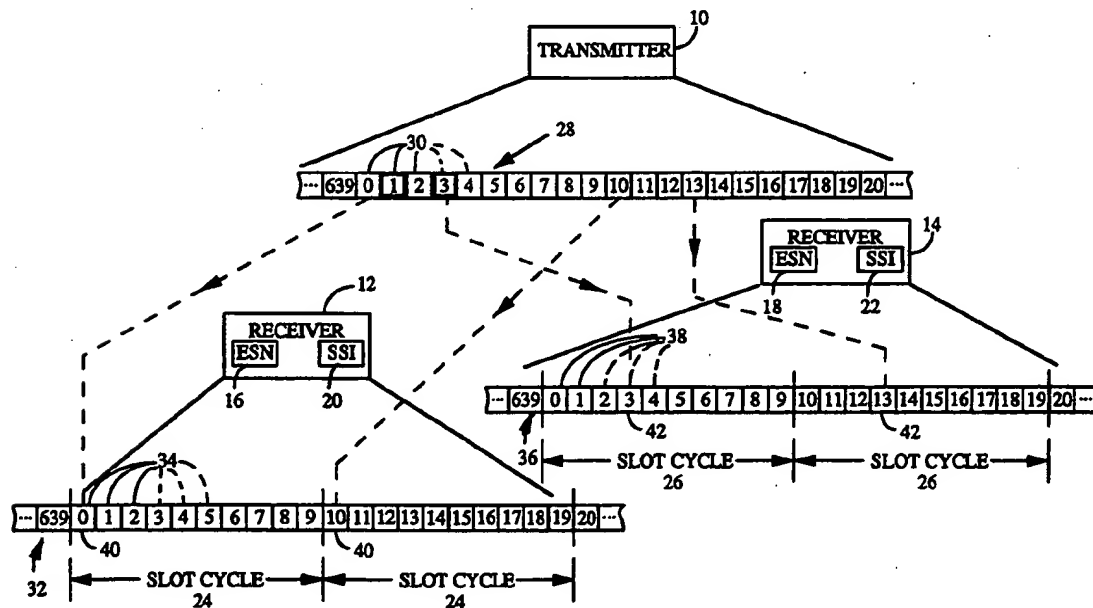 10
TRANSMITTER
30
28
... 639 0 1 2 3 4 5 6 7 8 9 10 11 12 13 14 15 16 17 18 19 20 ...
14
RECEIVER
ESN SSI
18 22
12
RECEIVER
ESN SSI
16 20
38
... 639 0 1 2 3 4 5 6 7 8 9 10 11 12 13 14 15 16 17 18 19 20 ...
36 42 42
SLOT CYCLE SLOT CYCLE
26 26
34
... 639 0 1 2 3 4 5 6 7 8 9 10 11 12 13 14 15 16 17 18 19 20 ...
32 40 40
SLOT CYCLE SLOT CYCLE
24 24